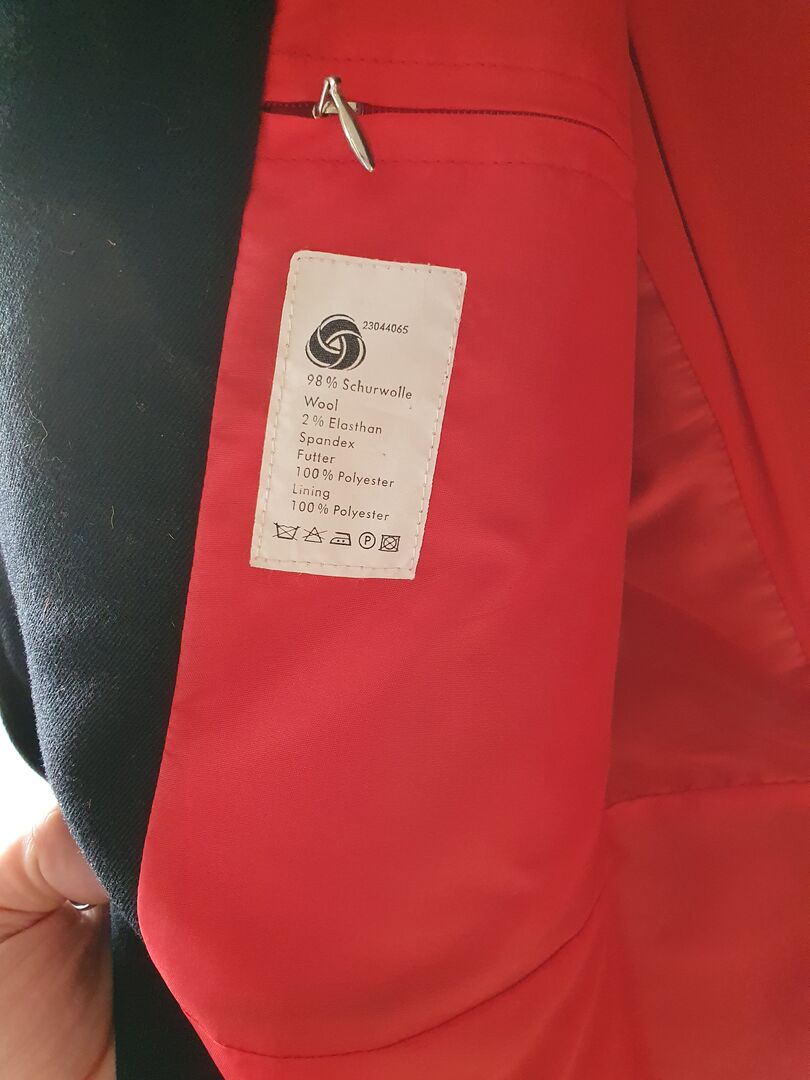 23044065
98% Schurwolle
Wool
2% Elasthan
Spandex
Futter
100% Polyester
Lining
100% Polyester
P